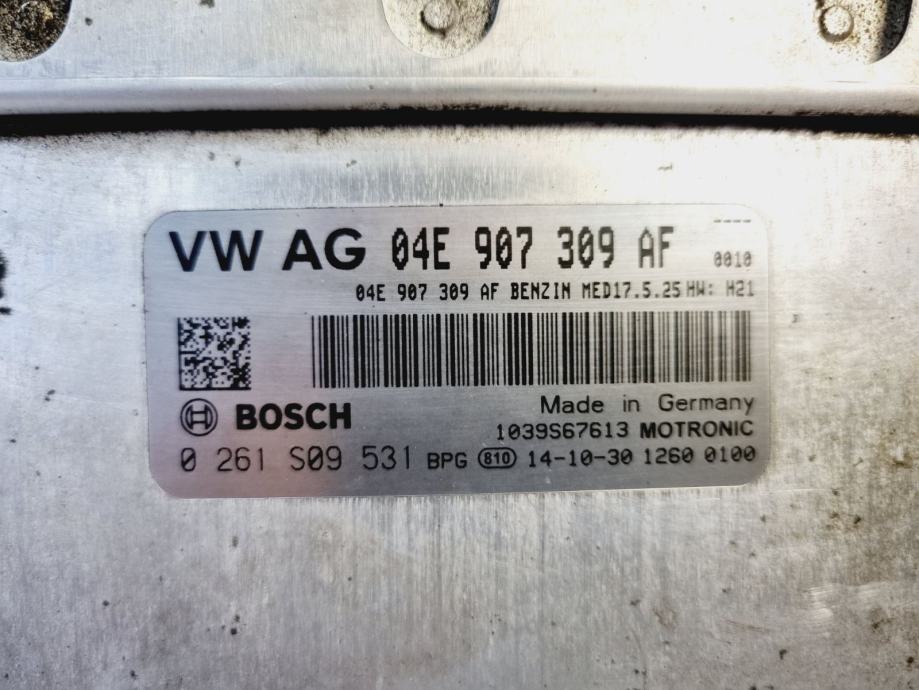 ----
VW AG 04E 907 309 AF 0010
04E 907 309 AF BENZIN MED17.5.25 HW: H21
BOSCH
Made in Germany
1039S67613 MOTRONIC
0 261 S09 531 BPG 810 14-10-30 1260 0100